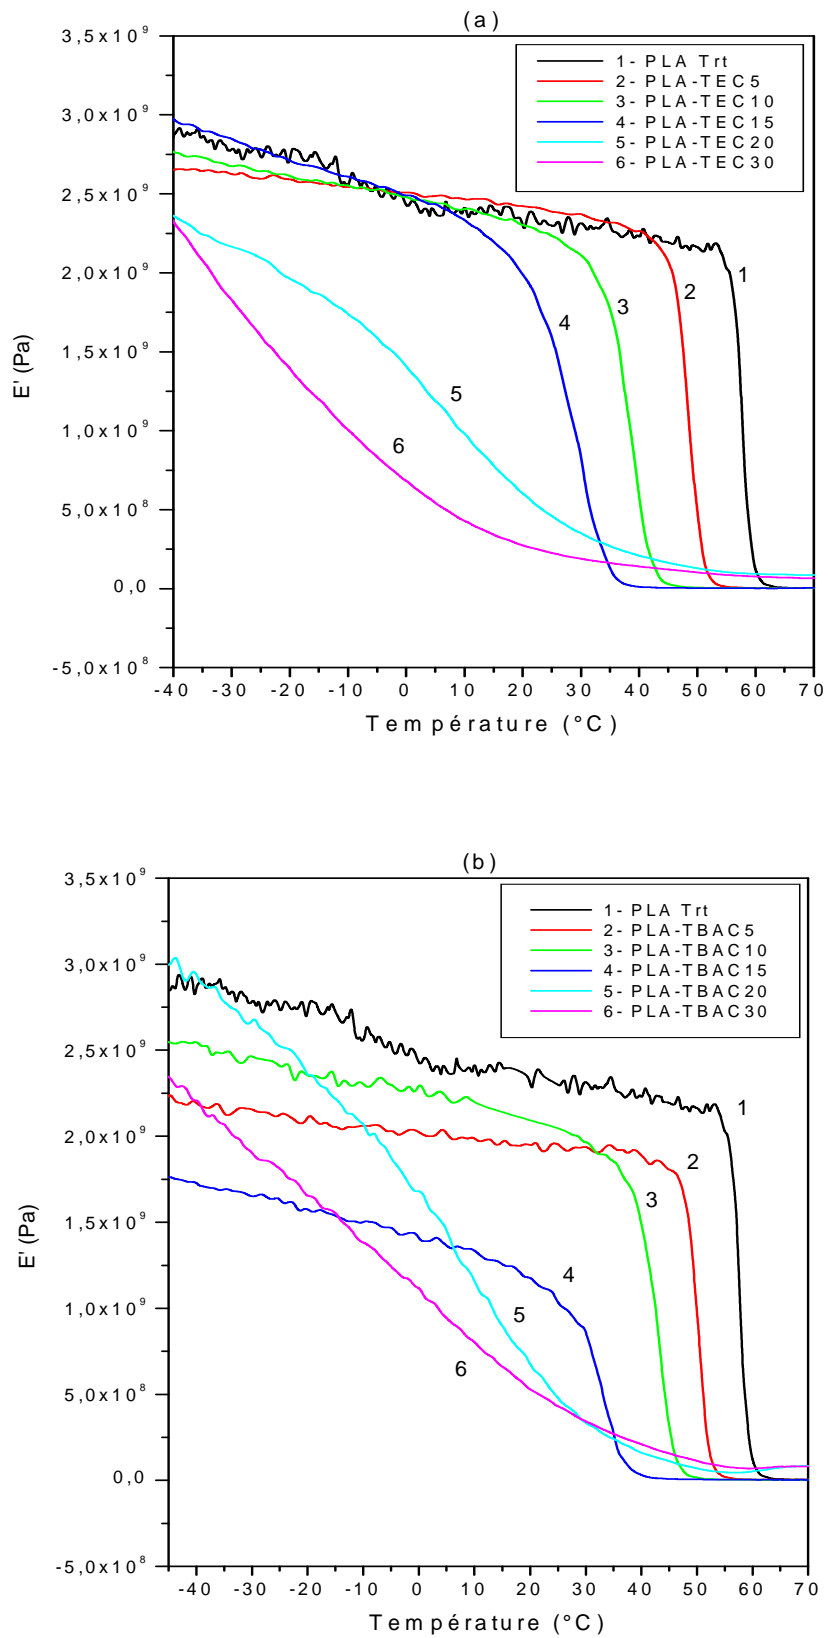 (a)
3,5x10⁹
3,0x10⁹
2,5x10⁹
2,0x10⁹
1,5x10⁹
1,0x10⁹
5,0x10⁸
0,0
-5,0x10⁸
E' (Pa)
1- PLA Trt
2- PLA-TEC5
3- PLA-TEC10
4- PLA-TEC15
5- PLA-TEC20
6- PLA-TEC30
1
2
3
4
5
6
-40 -30 -20 -10 0 10 20 30 40 50 60 70
Température (°C)
(b)
3,5x10⁹
3,0x10⁹
2,5x10⁹
2,0x10⁹
1,5x10⁹
1,0x10⁹
5,0x10⁸
0,0
-5,0x10⁸
E' (Pa)
1- PLA Trt
2- PLA-TBAC5
3- PLA-TBAC10
4- PLA-TBAC15
5- PLA-TBAC20
6- PLA-TBAC30
1
2
3
4
5
6
-40 -30 -20 -10 0 10 20 30 40 50 60 70
Température (°C)